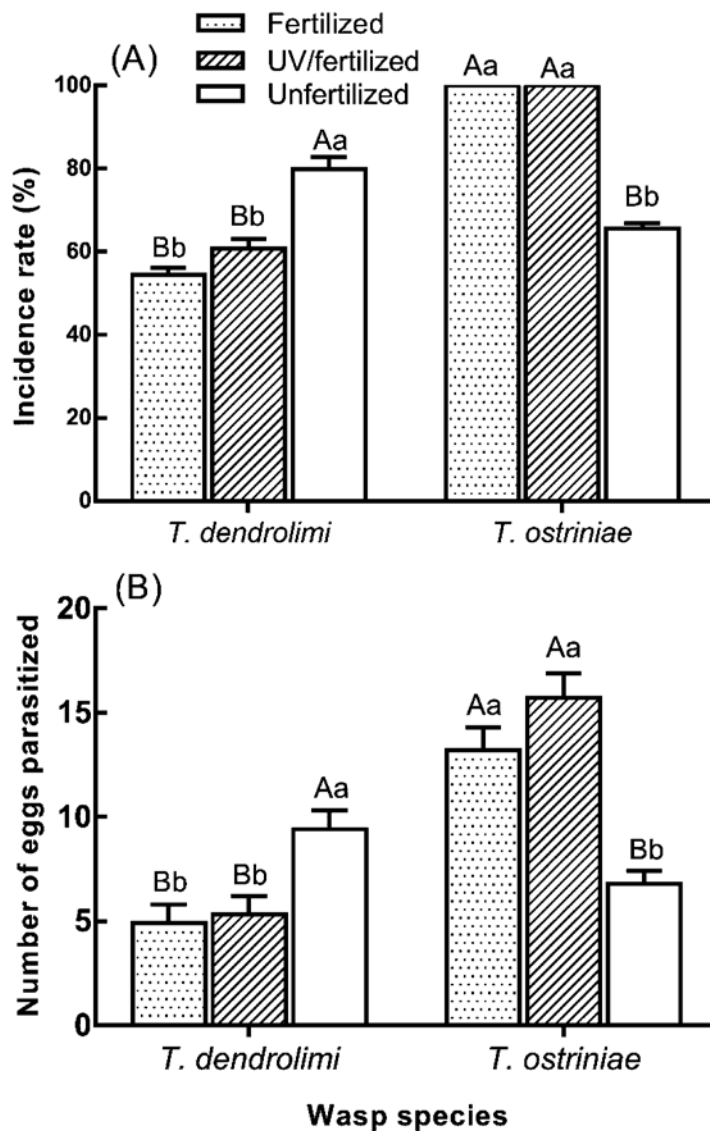 Fertilized
UV/fertilized
Unfertilized
(A)
100
80
60
40
20
0
Incidence rate (%)
Bb
Bb
Aa
Aa
Aa
Bb
T. dendrolimi
T. ostriniae
(B)
20
15
10
5
0
Number of eggs parasitized
Bb
Bb
Aa
Aa
Aa
Bb
T. dendrolimi
T. ostriniae
Wasp species